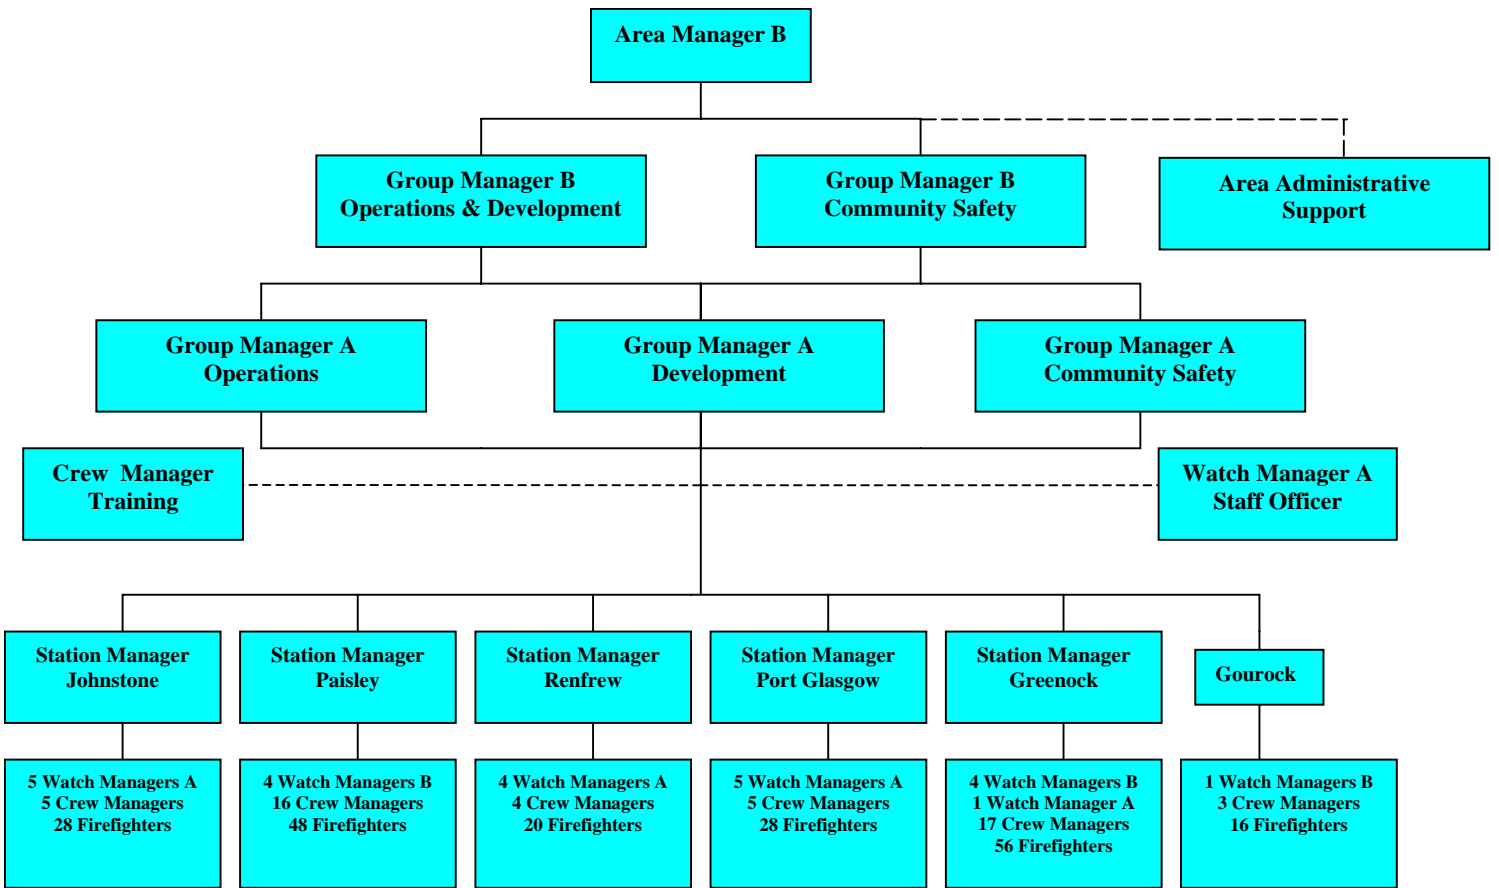 Area Manager B
Group Manager B
Operations & Development
Group Manager B
Community Safety
Area Administrative
Support
Group Manager A
Operations
Group Manager A
Development
Group Manager A
Community Safety
Crew Manager
Training
Watch Manager A
Staff Officer
Station Manager
Johnstone
Station Manager
Paisley
Station Manager
Renfrew
Station Manager
Port Glasgow
Station Manager
Greenock
Gourock
5 Watch Managers A
5 Crew Managers
28 Firefighters
4 Watch Managers B
16 Crew Managers
48 Firefighters
4 Watch Managers A
4 Crew Managers
20 Firefighters
5 Watch Managers A
5 Crew Managers
28 Firefighters
4 Watch Managers B
1 Watch Manager A
17 Crew Managers
56 Firefighters
1 Watch Managers B
3 Crew Managers
16 Firefighters